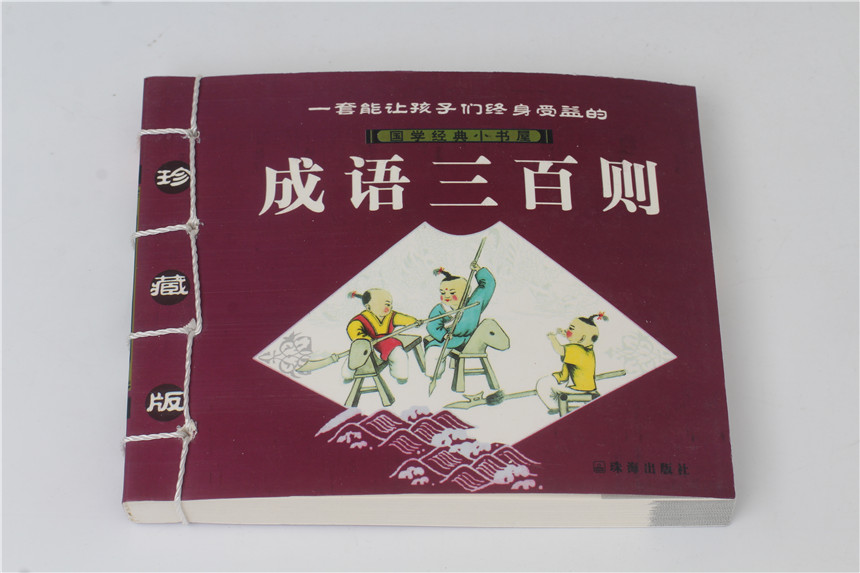 一套能让孩子们终身受益的
国学经典小书屋
成语三百则
珍藏版
珠海出版社